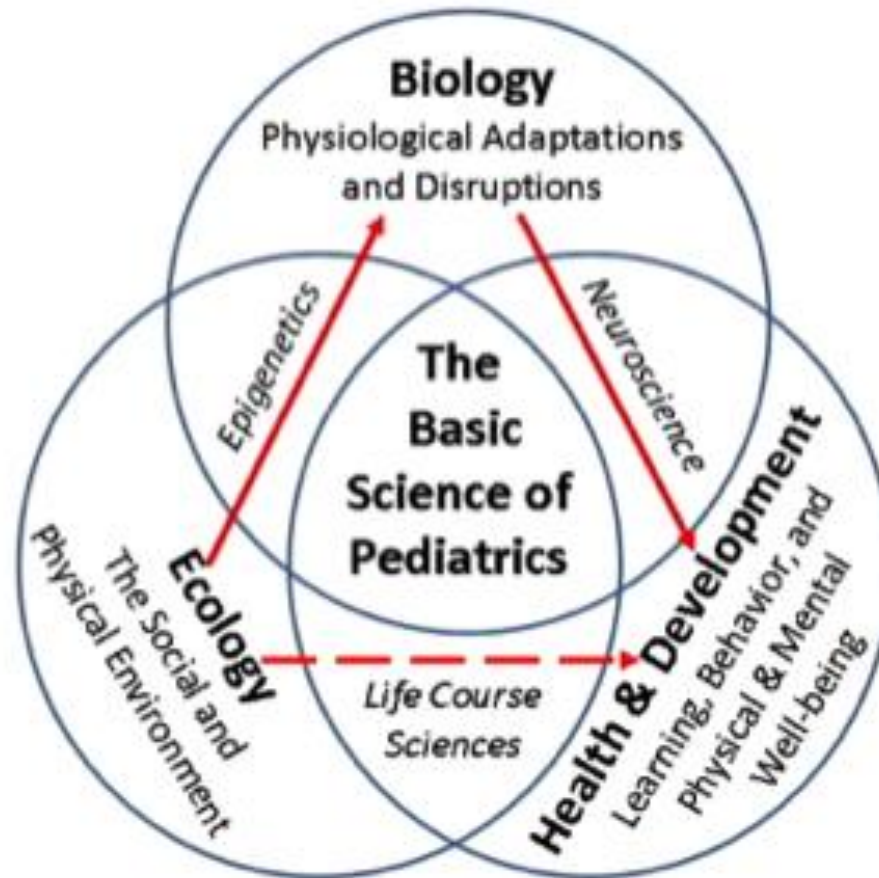 Biology
Physiological Adaptations
and Disruptions
Epigenetics
Neuroscience
The
Basic
Science of
Pediatrics
Ecology
The Social and
Physical Environment
Life Course
Sciences
Health & Development
Learning, Behavior, and
Physical & Mental
Well-being